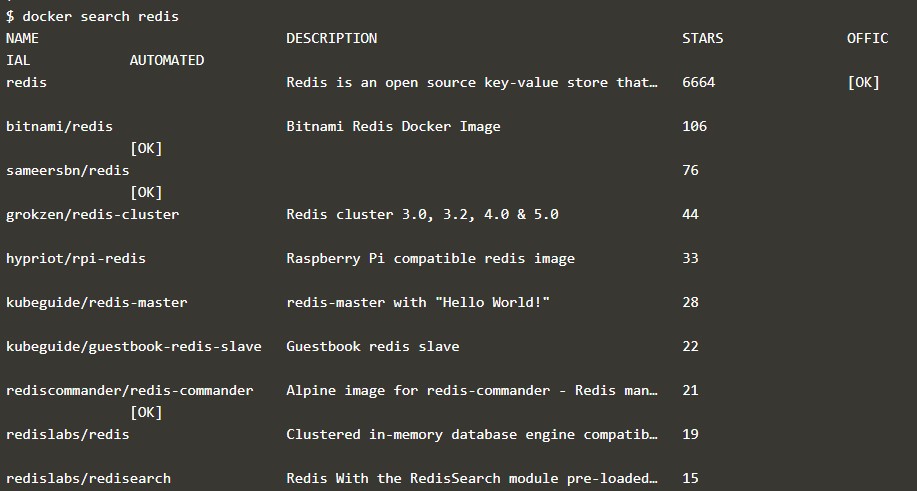 $ docker search redis
NAME DESCRIPTION STARS OFFIC
IAL AUTOMATED
redis Redis is an open source key-value store that… 6664 [OK]
bitnami/redis Bitnami Redis Docker Image 106
[OK]
sameersbn/redis 76
[OK]
grokzen/redis-cluster Redis cluster 3.0, 3.2, 4.0 & 5.0 44
hypriot/rpi-redis Raspberry Pi compatible redis image 33
kubeguide/redis-master redis-master with "Hello World!" 28
kubeguide/guestbook-redis-slave Guestbook redis slave 22
rediscommander/redis-commander Alpine image for redis-commander - Redis man… 21
[OK]
redislabs/redis Clustered in-memory database engine compatib… 19
redislabs/redisearch Redis With the RedisSearch module pre-loaded… 15